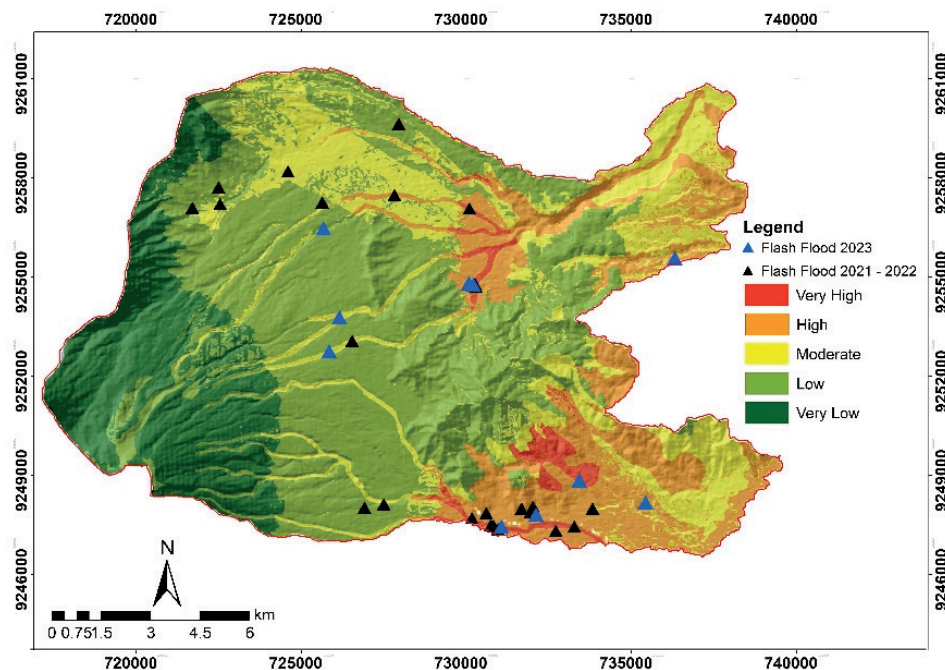 720000 725000 730000 735000 740000
9261000 9261000
9258000 9258000
9255000 9255000
9252000 9252000
9249000 9249000
9246000 9246000
Legend
Flash Flood 2023
Flash Flood 2021 - 2022
Very High
High
Moderate
Low
Very Low
N
km
0 0.751.5 3 4.5 6
720000 725000 730000 735000 740000